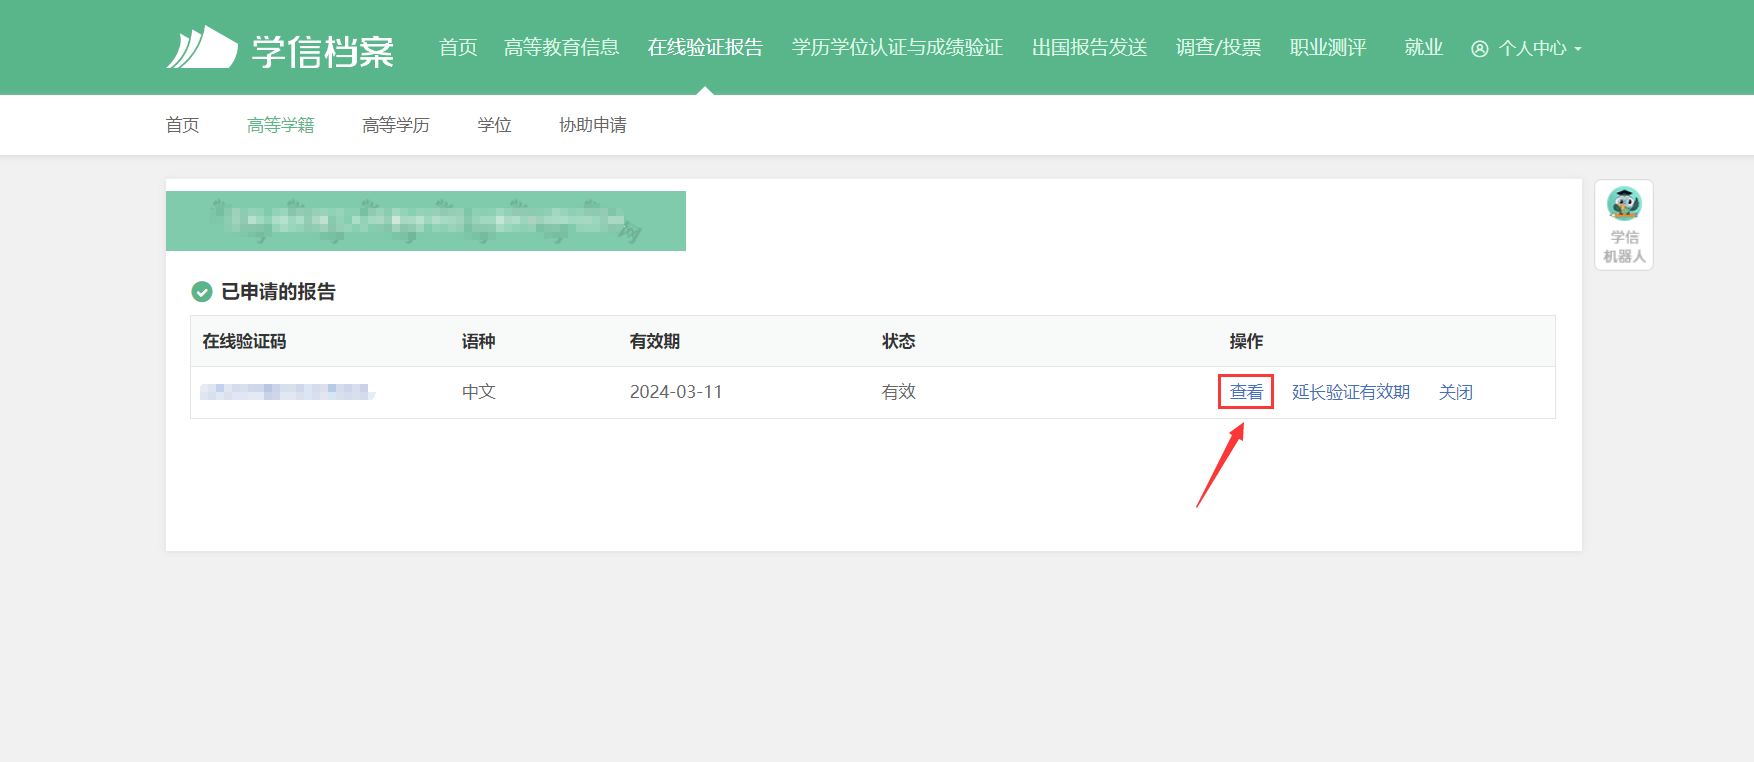 学信档案 首页 高等教育信息 在线验证报告 学历学位认证与成绩验证 出国报告发送 调查/投票 职业测评 就业 个人中心
首页 高等学籍 高等学历 学位 协助申请
网
学信
机器人
已申请的报告
在线验证码 语种 有效期 状态 操作
中文 2024-03-11 有效 查看 延长验证有效期 关闭